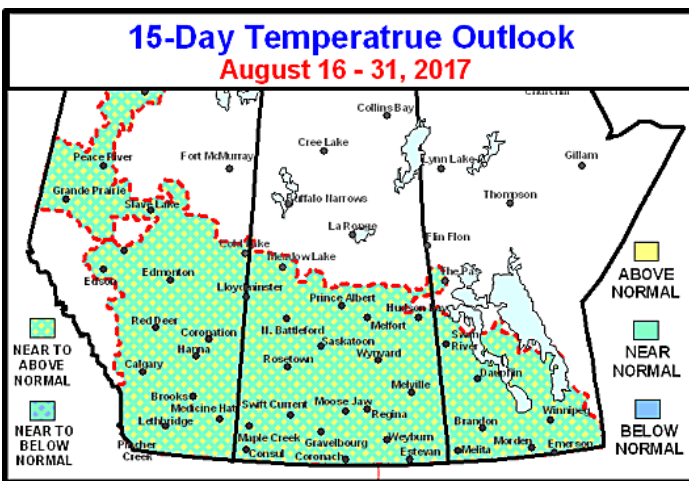 15-Day Temperatrue Outlook
August 16 - 31, 2017
Churchill
Collins Bay
Peace River
Fort McMurray
Cree Lake
Lynn Lake
Gillam
Grande Prairie
Slave Lake
Buffalo Narrows
Thompson
La Ronge
Flin Flon
Cold Lake
Meadow Lake
The Pas
Edson
Edmonton
Lloydminster
Prince Albert
Hudson Bay
Red Deer
Coronation
N. Battleford
Melfort
Saskatoon
Swan
River
Hanna
Rosetown
Wynyard
Calgary
Dauphin
Brooks
Melville
Medicine Hat
Swift Current
Moose Jaw
Regina
Lethbridge
Brandon
Winnipeg
Pincher
Creek
Maple Creek
Gravelbourg
Weyburn
Morden
Consul
Coronach
Estevan
Melita
Emerson
NEAR TO
ABOVE
NORMAL
NEAR TO
BELOW
NORMAL
ABOVE
NORMAL
NEAR
NORMAL
BELOW
NORMAL